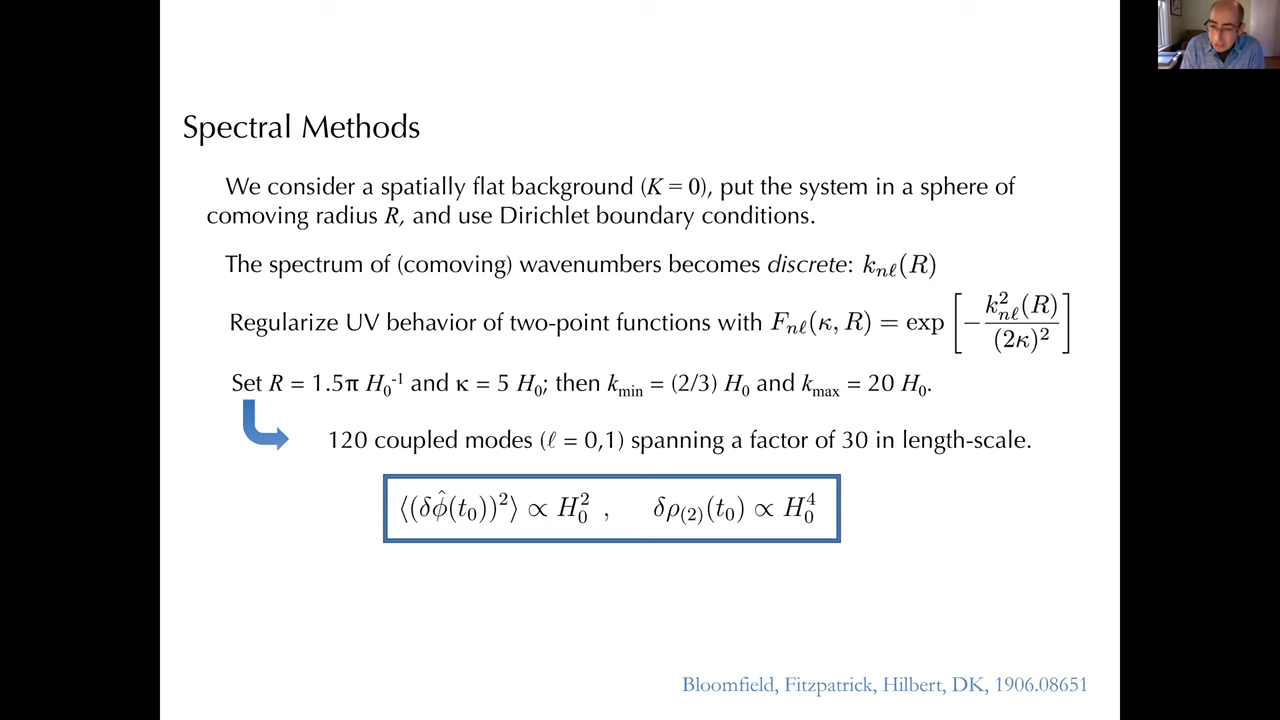 Spectral Methods
We consider a spatially flat background (K = 0), put the system in a sphere of
comoving radius R, and use Dirichlet boundary conditions.
The spectrum of (comoving) wavenumbers becomes discrete: kₙℓ(R)
Regularize UV behavior of two-point functions with Fₙℓ(κ, R) = exp [ − k²ₙℓ(R) / (2κ)² ]
Set R = 1.5π H₀⁻¹ and κ = 5 H₀; then k_min = (2/3) H₀ and k_max = 20 H₀.
120 coupled modes (ℓ = 0,1) spanning a factor of 30 in length-scale.
⟨(δφ̂(t₀))²⟩ ∝ H₀² , δρ₍₂₎(t₀) ∝ H₀⁴
Bloomfield, Fitzpatrick, Hilbert, DK, 1906.08651